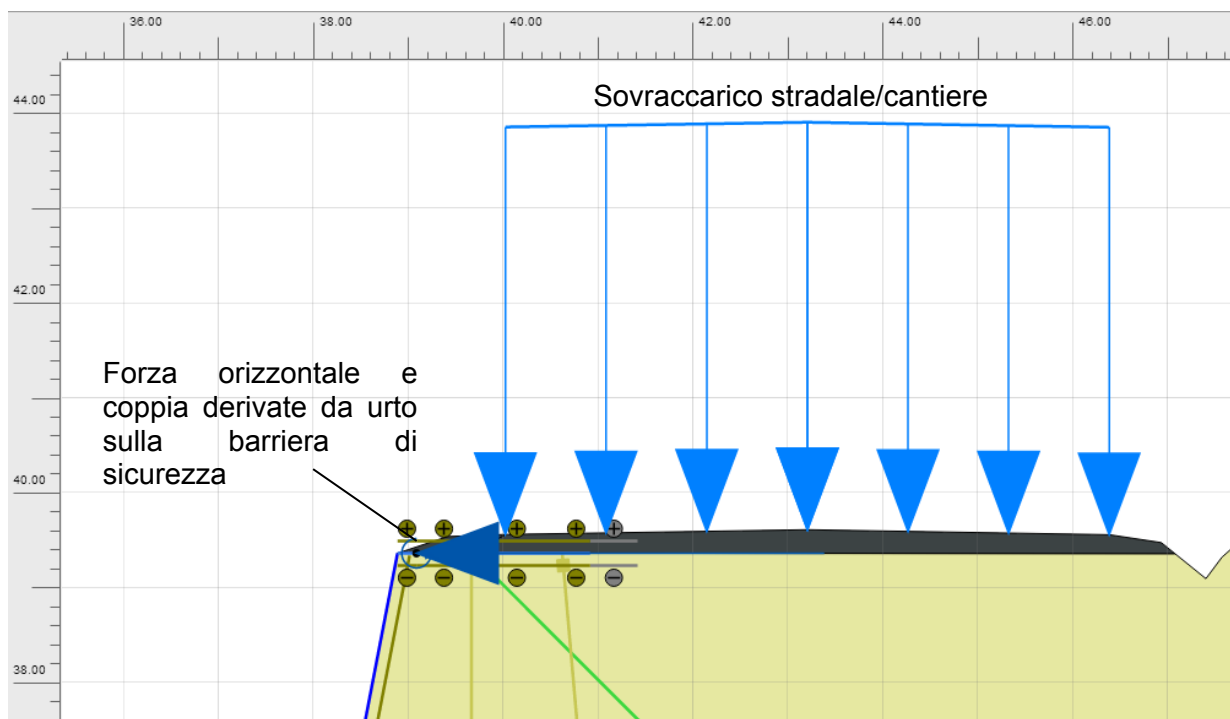 36.00 38.00 40.00 42.00 44.00 46.00
44.00
Sovraccarico stradale/cantiere
42.00
Forza orizzontale e
coppia derivate da urto
sulla barriera di
sicurezza
40.00
38.00